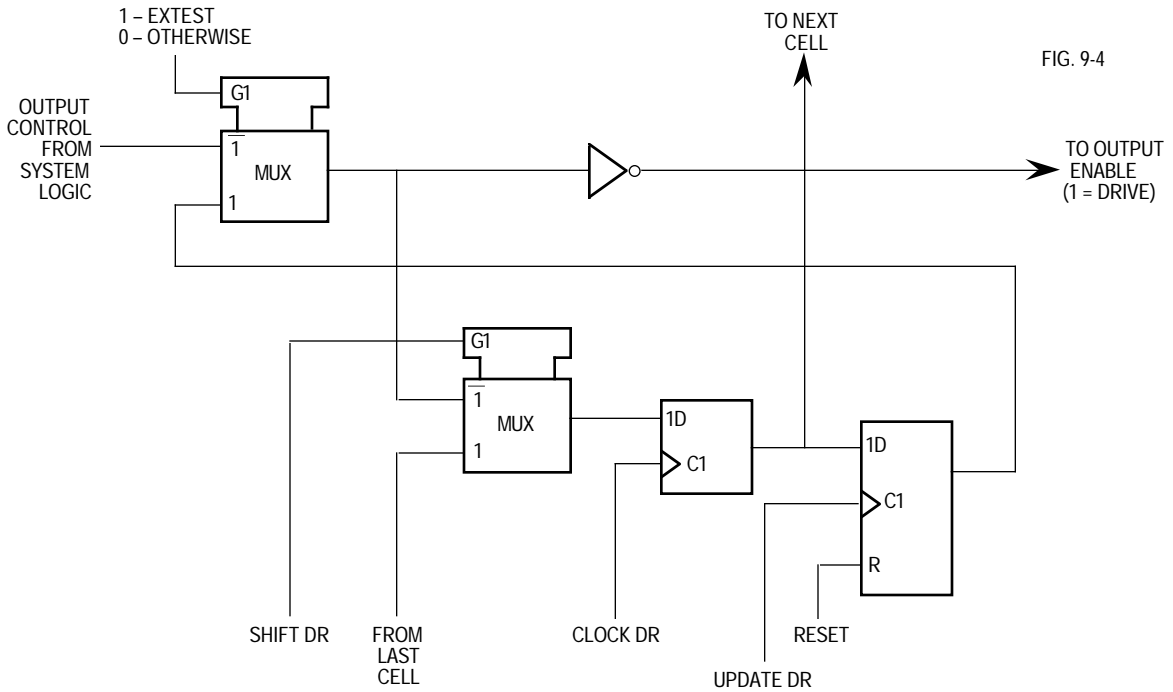 1 – EXTEST
0 – OTHERWISE
TO NEXT
CELL
FIG. 9-4
G1
OUTPUT
CONTROL
FROM
SYSTEM
LOGIC
1
MUX
1
TO OUTPUT
ENABLE
(1 = DRIVE)
G1
1
MUX
1
1D
C1
1D
C1
R
SHIFT DR
FROM
LAST
CELL
CLOCK DR
RESET
UPDATE DR